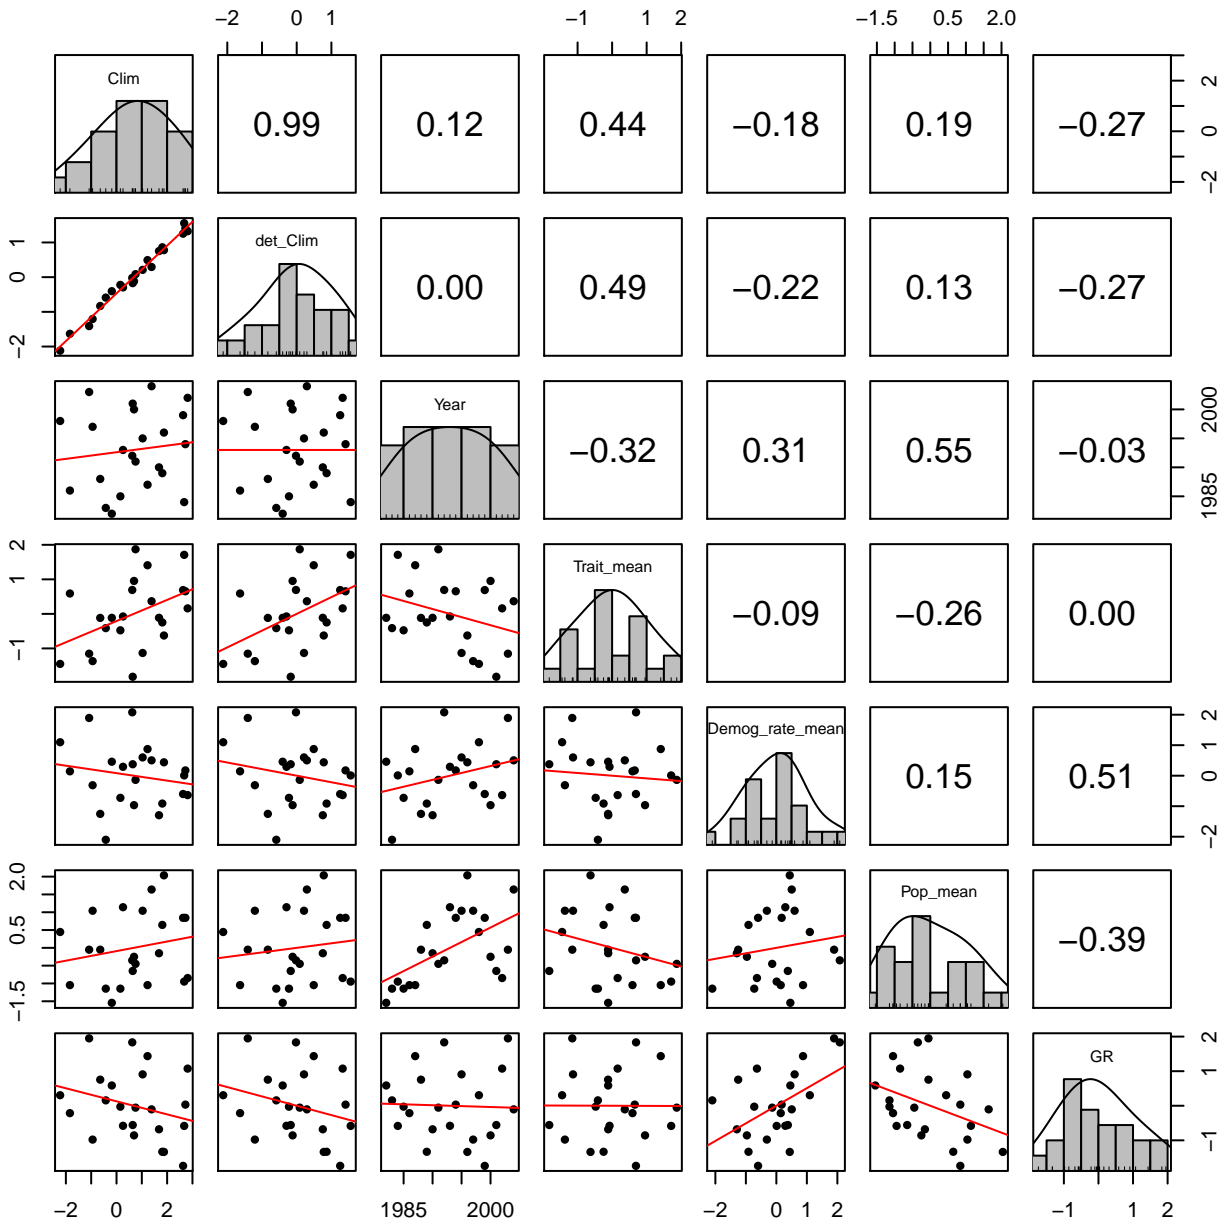 −2 0 1 −1 1 2 −1.5 0.5 2.0
Clim 0.99 0.12 0.44 −0.18 0.19 −0.27 −2 0 2
−2 0 1 det_Clim 0.00 0.49 −0.22 0.13 −0.27
Year −0.32 0.31 0.55 −0.03 1985 2000
−1 1 2 Trait_mean −0.09 −0.26 0.00
Demog_rate_mean 0.15 0.51 −2 0 1 2
−1.5 0.5 2.0 Pop_mean −0.39
GR −1 1 2
−2 0 2 1985 2000 −2 0 1 2 −1 1 2